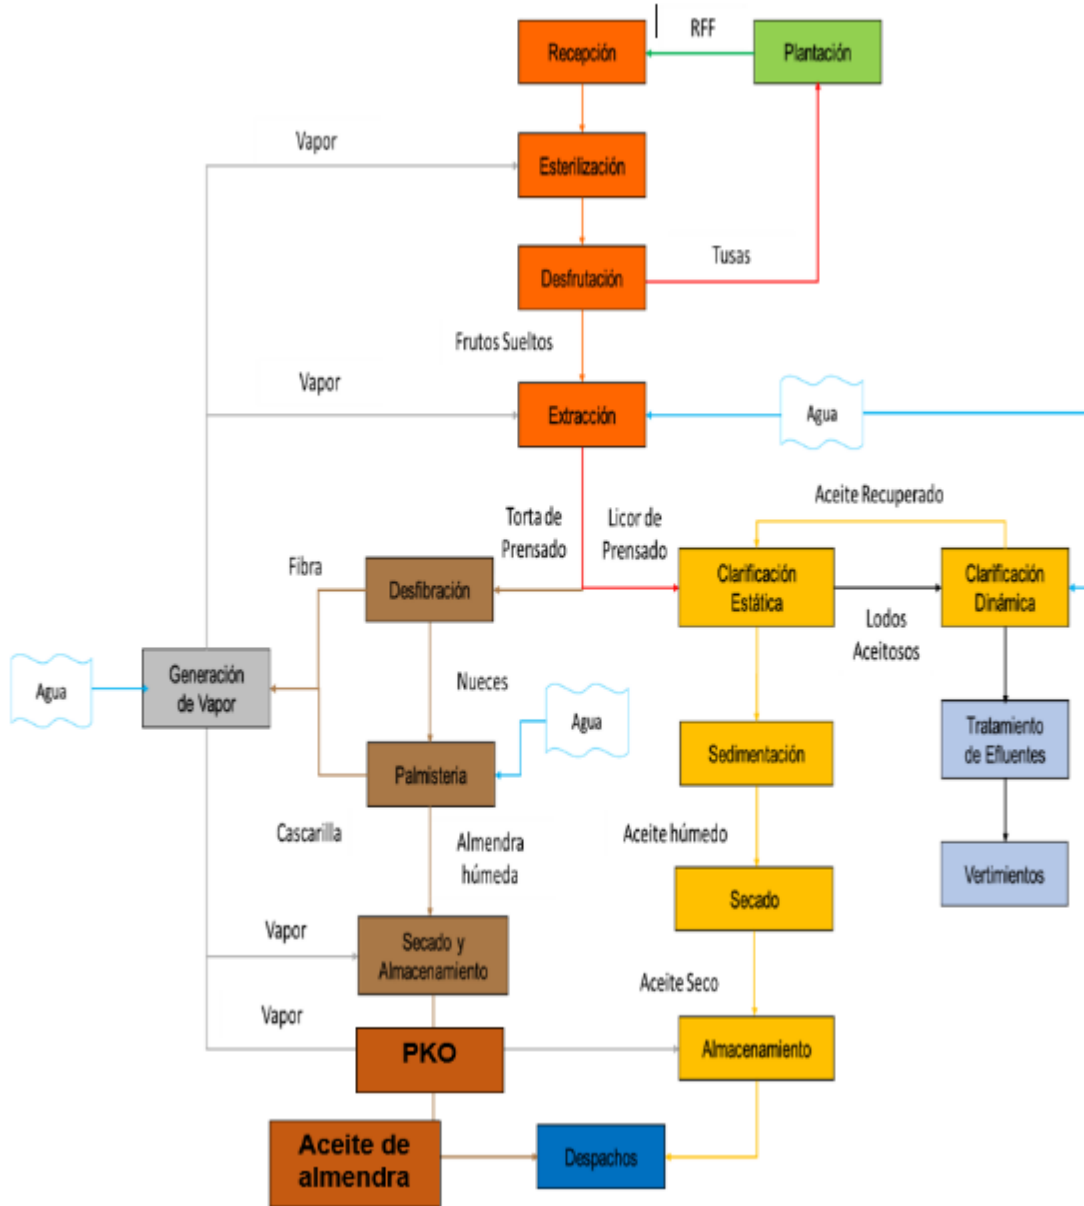 RFF
Recepción
Plantación
Vapor
Esterilización
Desfrutación
Tusas
Frutos Sueltos
Vapor
Extracción
Agua
Aceite Recuperado
Torta de
Prensado
Licor de
Prensado
Fibra
Desfibración
Clarificación
Estática
Clarificación
Dinámica
Lodos
Aceitosos
Agua
Generación
de Vapor
Nueces
Agua
Palmisteria
Sedimentación
Tratamiento
de Efluentes
Cascarilla
Almendra
húmeda
Aceite húmedo
Vertimientos
Secado
Vapor
Secado y
Almacenamiento
Aceite Seco
Vapor
PKO
Almacenamiento
Aceite de
almendra
Despachos